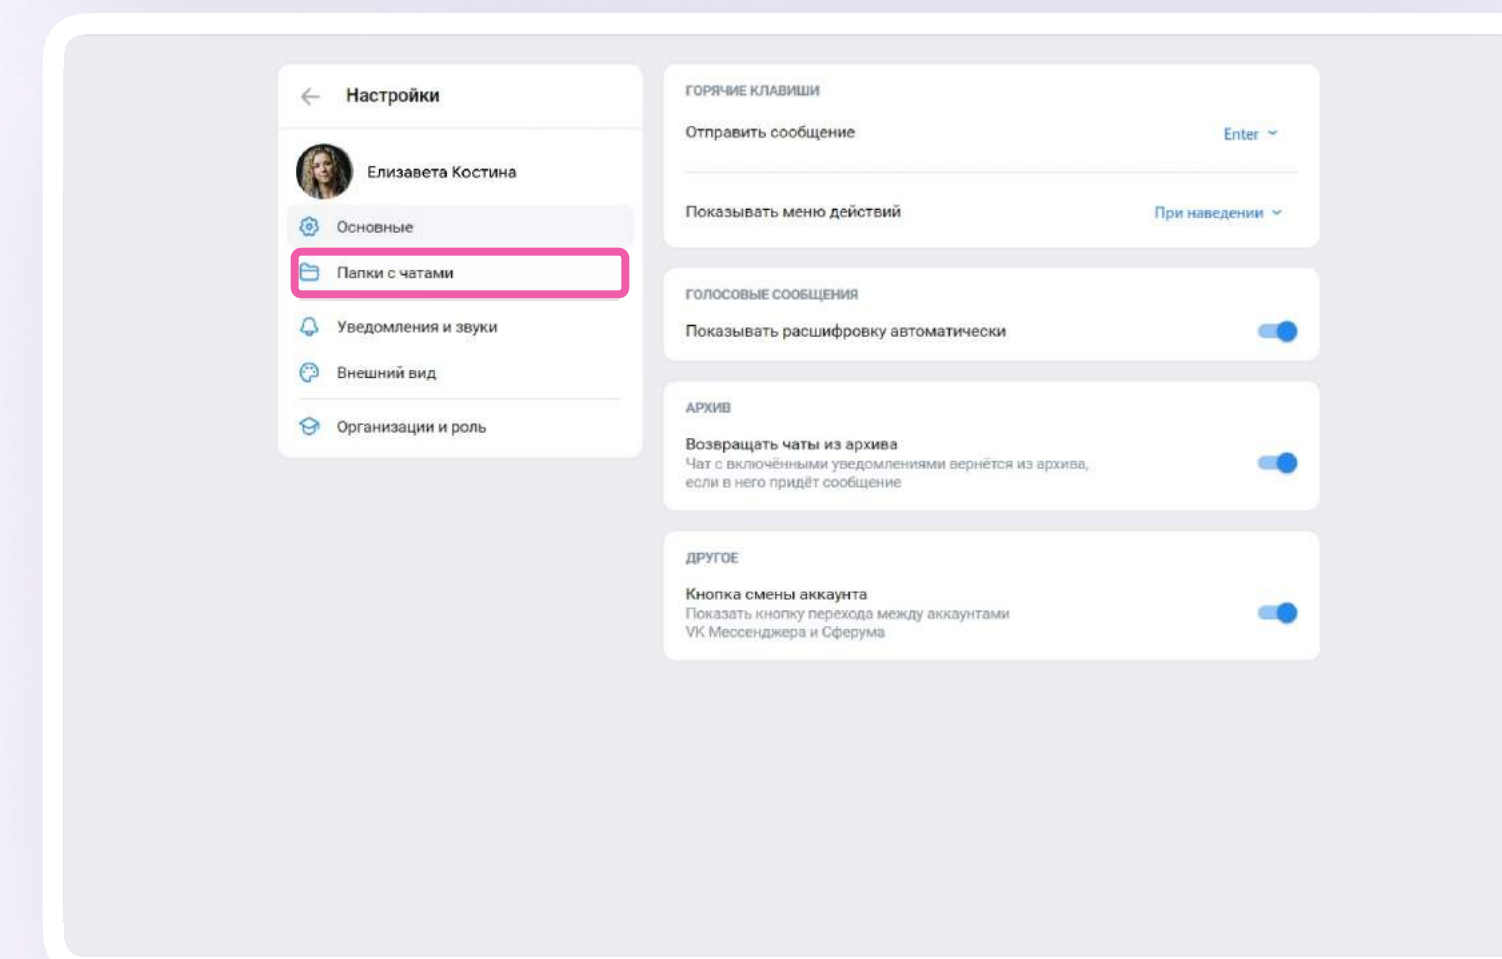 Настройки
Елизавета Костина
Основные
Папки с чатами
Уведомления и звуки
Внешний вид
Организации и роль
ГОРЯЧИЕ КЛАВИШИ
Отправить сообщение
Enter
Показывать меню действий
При наведении
ГОЛОСОВЫЕ СООБЩЕНИЯ
Показывать расшифровку автоматически
АРХИВ
Возвращать чаты из архива
Чат с включёнными уведомлениями вернётся из архива,
если в него придёт сообщение
ДРУГОЕ
Кнопка смены аккаунта
Показать кнопку перехода между аккаунтами
VK Мессенджера и Сферума